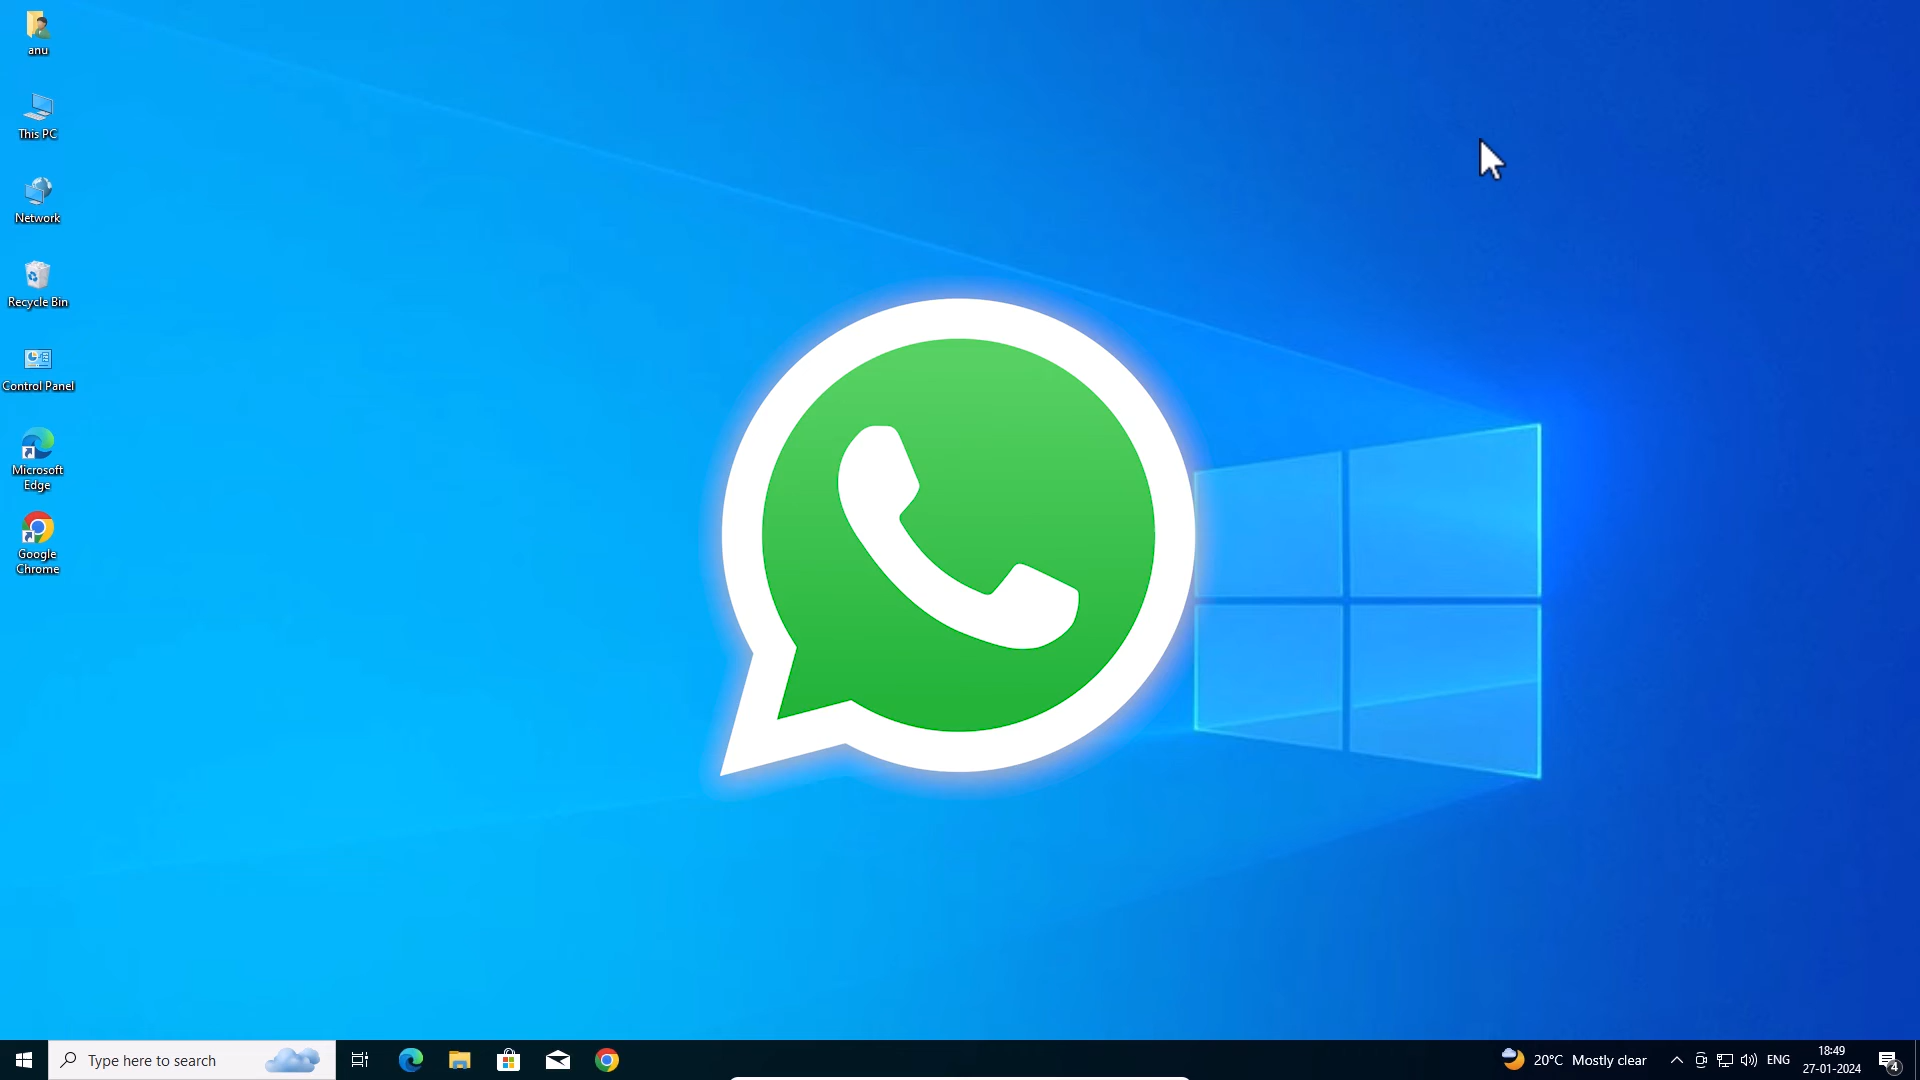 anu
This PC
Network
Recycle Bin
Control Panel
Microsoft
Edge
Google
Chrome
Type here to search
20°C Mostly clear
ENG
18:49
27-01-2024
4